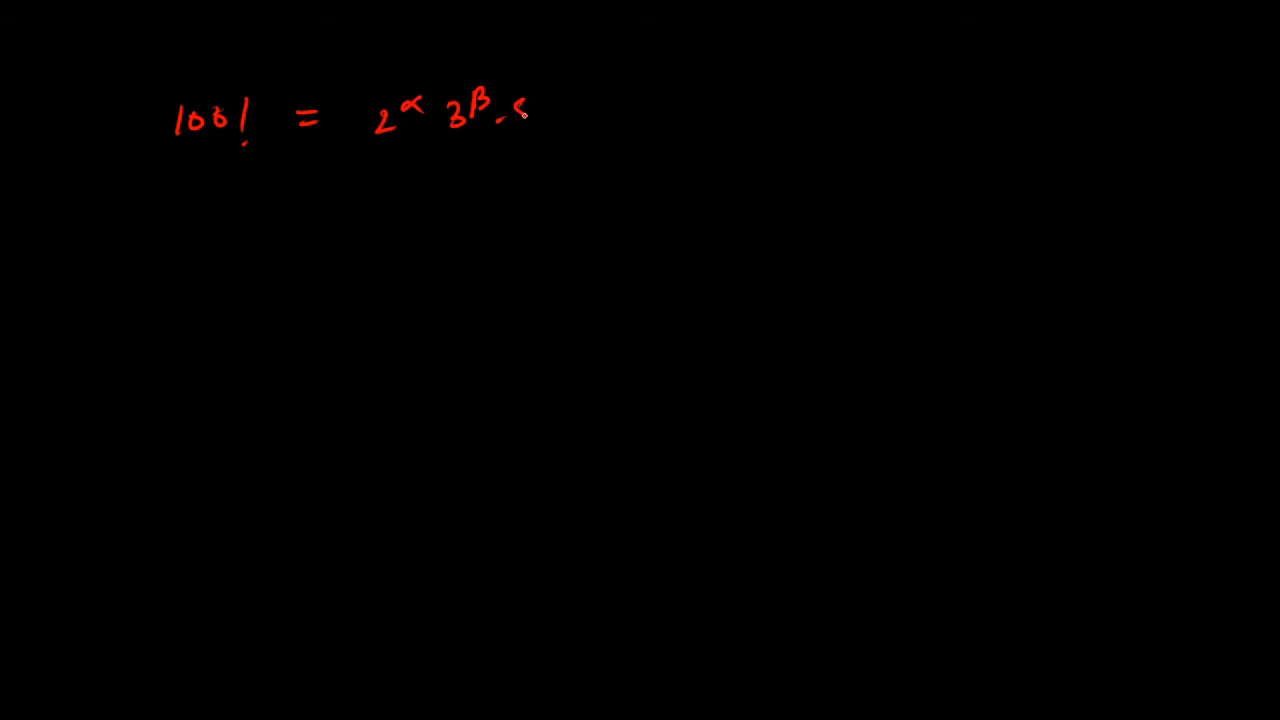 100! = 2^α 3^β .